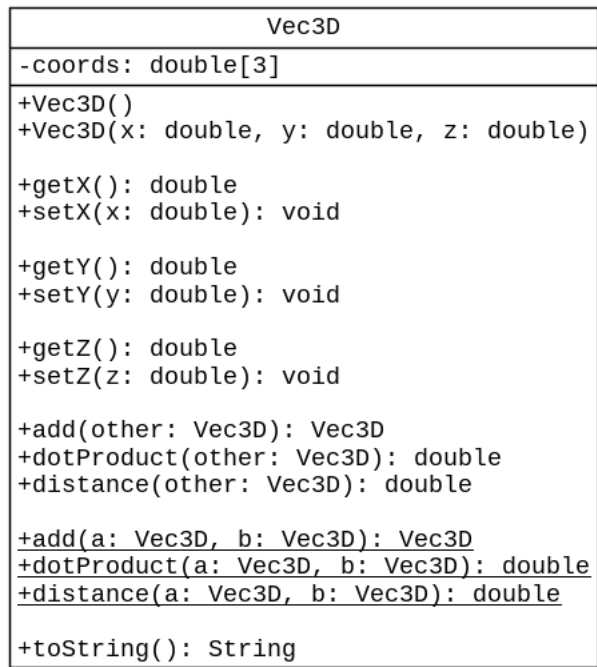 Vec3D
-coords: double[3]
+Vec3D()
+Vec3D(x: double, y: double, z: double)
+getX(): double
+setX(x: double): void
+getY(): double
+setY(y: double): void
+getZ(): double
+setZ(z: double): void
+add(other: Vec3D): Vec3D
+dotProduct(other: Vec3D): double
+distance(other: Vec3D): double
+add(a: Vec3D, b: Vec3D): Vec3D
+dotProduct(a: Vec3D, b: Vec3D): double
+distance(a: Vec3D, b: Vec3D): double
+toString(): String